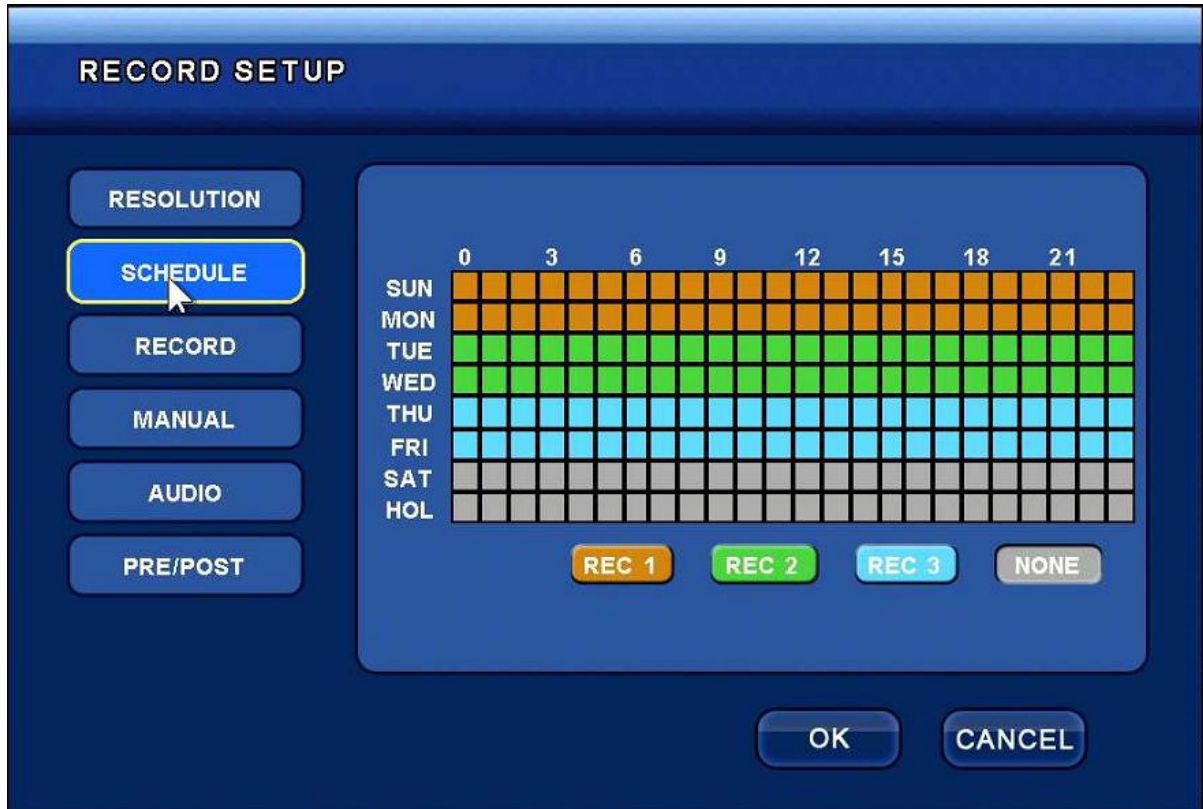 RECORD SETUP
RESOLUTION
SCHEDULE
RECORD
MANUAL
AUDIO
PRE/POST
0 3 6 9 12 15 18 21
SUN
MON
TUE
WED
THU
FRI
SAT
HOL
REC 1 REC 2 REC 3 NONE
OK CANCEL